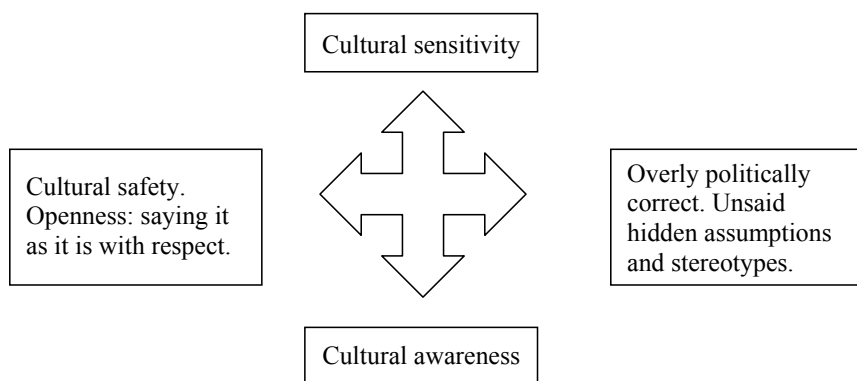 Cultural sensitivity
Cultural safety.
Openness: saying it
as it is with respect.
Overly politically
correct. Unsaid
hidden assumptions
and stereotypes.
Cultural awareness